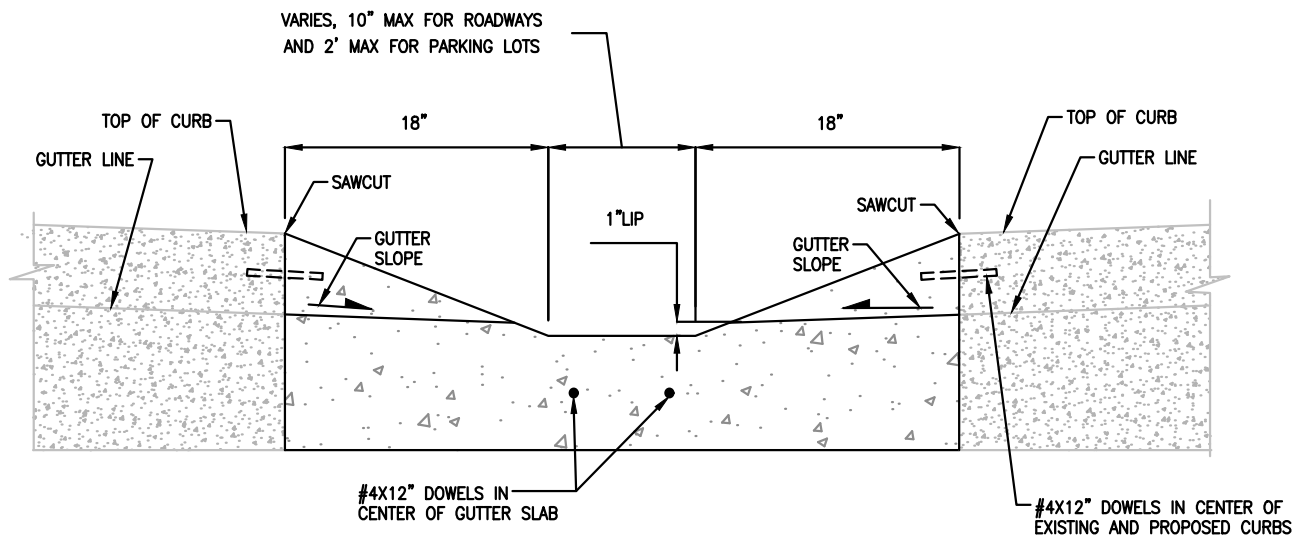 VARIES, 10" MAX FOR ROADWAYS
AND 2' MAX FOR PARKING LOTS
TOP OF CURB
18"
18"
TOP OF CURB
GUTTER LINE
GUTTER LINE
SAWCUT
SAWCUT
1"LIP
GUTTER
SLOPE
GUTTER
SLOPE
#4X12" DOWELS IN
CENTER OF GUTTER SLAB
#4X12" DOWELS IN CENTER OF
EXISTING AND PROPOSED CURBS